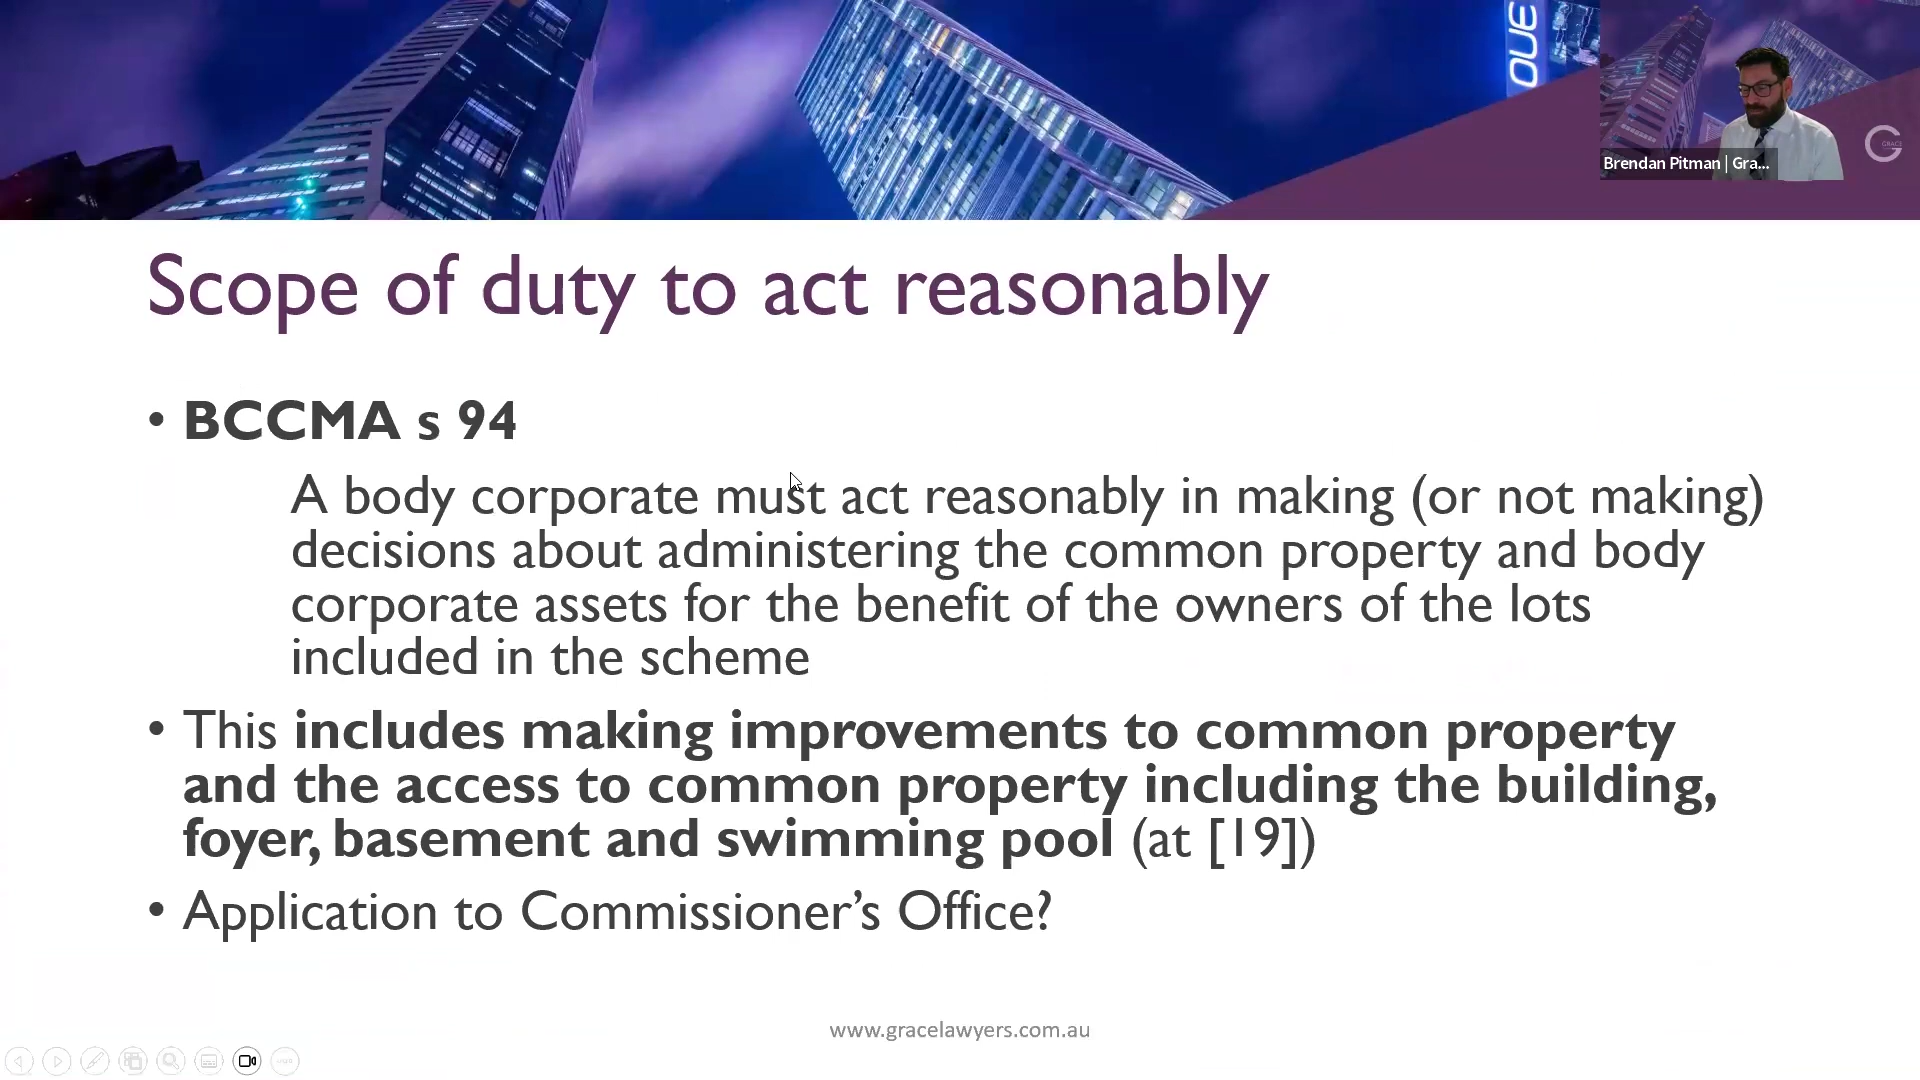 OUE
GRACE
Brendan Pitman | Gra...
Scope of duty to act reasonably
• BCCMA s 94
A body corporate must act reasonably in making (or not making)
decisions about administering the common property and body
corporate assets for the benefit of the owners of the lots
included in the scheme
• This includes making improvements to common property
and the access to common property including the building,
foyer, basement and swimming pool (at [19])
• Application to Commissioner’s Office?
www.gracelawyers.com.au